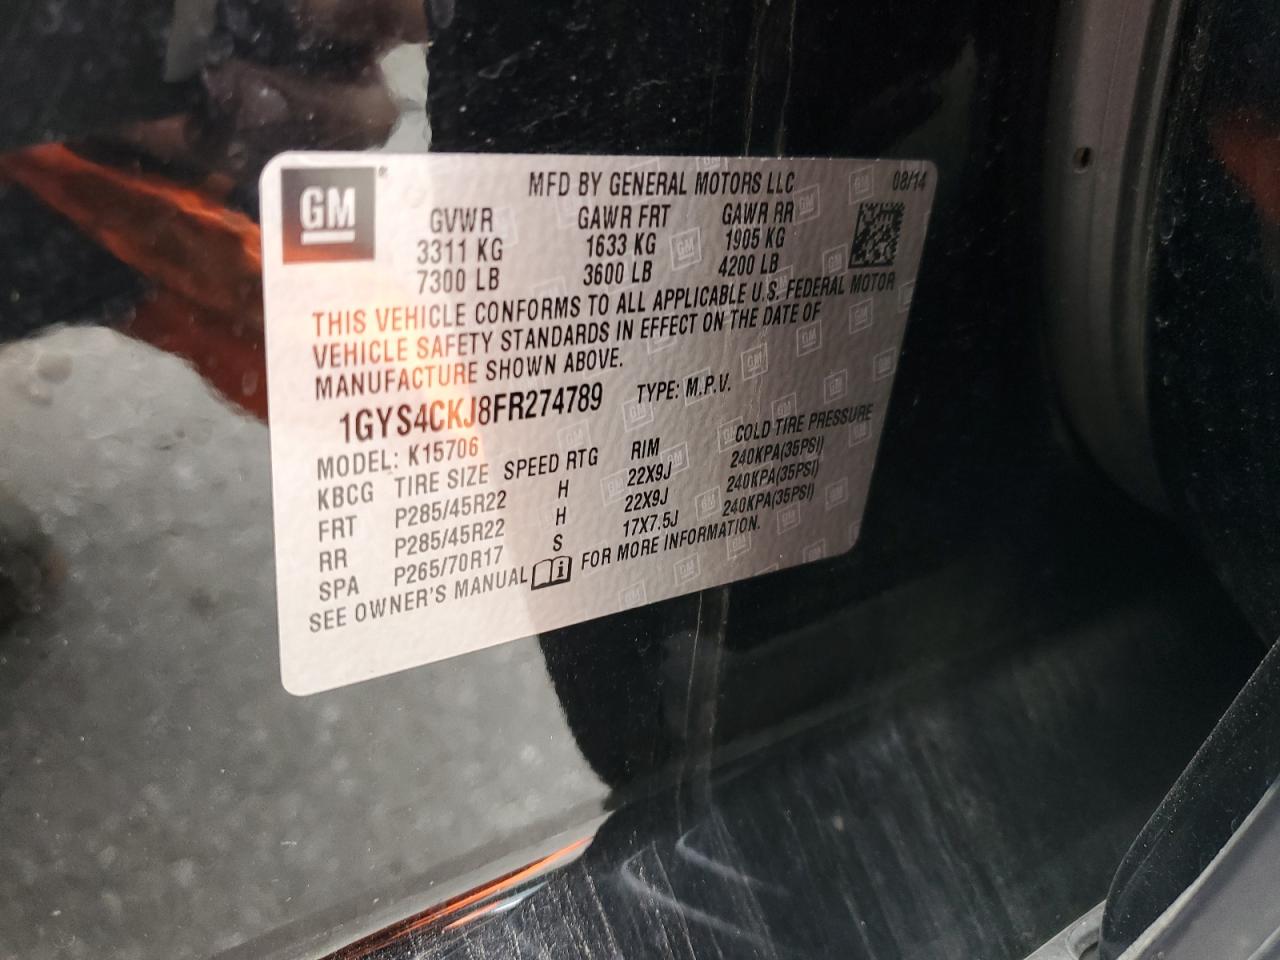 GM®
MFD BY GENERAL MOTORS LLC 08/14
GVWR GAWR FRT GAWR RR
3311 KG 1633 KG 1905 KG
7300 LB 3600 LB 4200 LB
THIS VEHICLE CONFORMS TO ALL APPLICABLE U.S. FEDERAL MOTOR
VEHICLE SAFETY STANDARDS IN EFFECT ON THE DATE OF
MANUFACTURE SHOWN ABOVE.
1GYS4CKJ8FR274789 TYPE: M.P.V.
MODEL: K15706
KBCG TIRE SIZE SPEED RTG RIM COLD TIRE PRESSURE
FRT P285/45R22 H 22X9J 240KPA(35PSI)
RR P285/45R22 H 22X9J 240KPA(35PSI)
SPA P265/70R17 S 17X7.5J 240KPA(35PSI)
SEE OWNER'S MANUAL i FOR MORE INFORMATION.